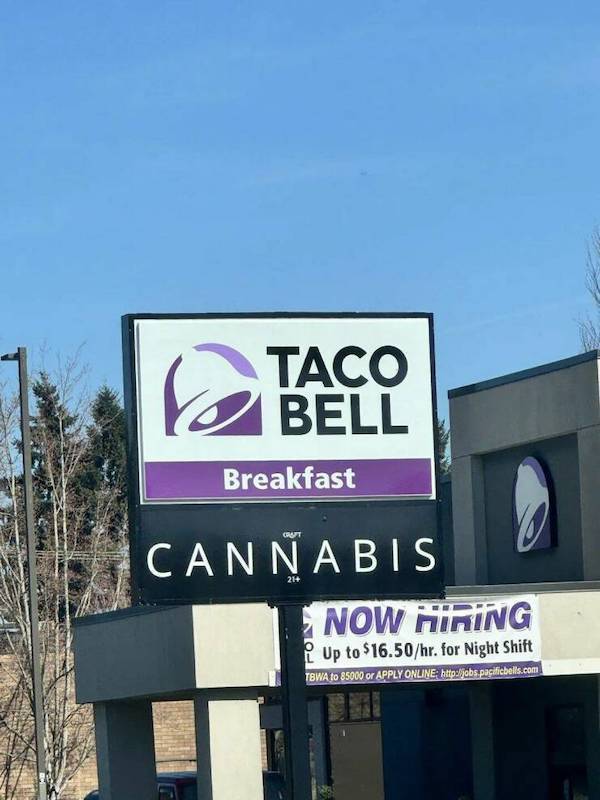 TACO
BELL
Breakfast
CRAFT
CANNABIS
21+
NOW HIRING
Up to $16.50/hr. for Night Shift
TBWA to 85000 or APPLY ONLINE: http://jobs.pacificbells.com